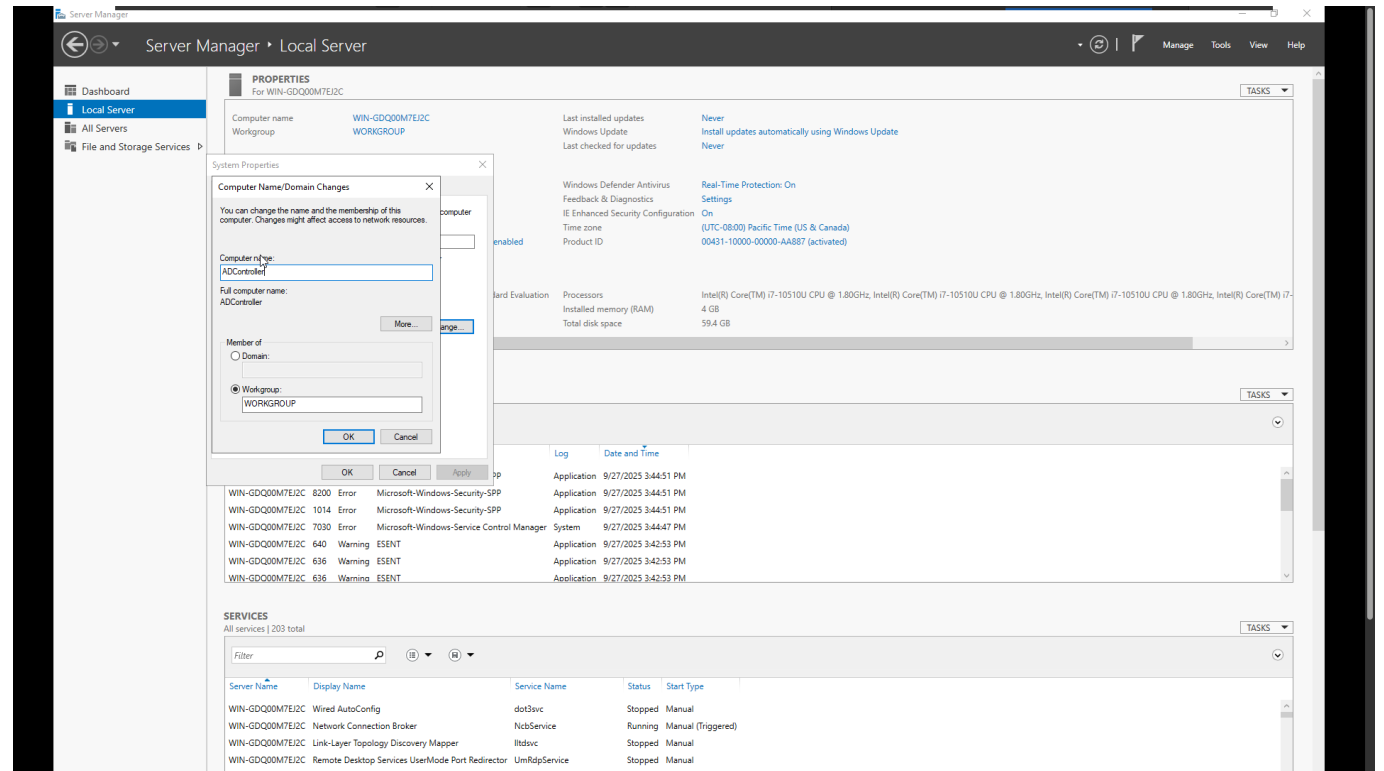 Server Manager
Server Manager • Local Server
Manage Tools View Help
Dashboard
Local Server
All Servers
File and Storage Services
PROPERTIES
For WIN-GDQ00M7EJ2C
TASKS
Computer name WIN-GDQ00M7EJ2C Last installed updates Never
Workgroup WORKGROUP Windows Update Install updates automatically using Windows Update
Last checked for updates Never
Windows Defender Antivirus Real-Time Protection: On
Feedback & Diagnostics Settings
IE Enhanced Security Configuration On
Time zone (UTC-08:00) Pacific Time (US & Canada)
enabled Product ID 00431-10000-00000-AA887 (activated)
dard Evaluation Processors Intel(R) Core(TM) i7-10510U CPU @ 1.80GHz, Intel(R) Core(TM) i7-10510U CPU @ 1.80GHz, Intel(R) Core(TM) i7-10510U CPU @ 1.80GHz, Intel(R) Core(TM) i7-
Installed memory (RAM) 4 GB
Total disk space 59.4 GB
System Properties
computer
ange...
OK Cancel Apply
Computer Name/Domain Changes
You can change the name and the membership of this
computer. Changes might affect access to network resources.
Computer name:
ADController
Full computer name:
ADController
More...
Member of
Domain:
Workgroup:
WORKGROUP
OK Cancel
TASKS
Log Date and Time
PP Application 9/27/2025 3:44:51 PM
WIN-GDQ00M7EJ2C 8200 Error Microsoft-Windows-Security-SPP Application 9/27/2025 3:44:51 PM
WIN-GDQ00M7EJ2C 1014 Error Microsoft-Windows-Security-SPP Application 9/27/2025 3:44:51 PM
WIN-GDQ00M7EJ2C 7030 Error Microsoft-Windows-Service Control Manager System 9/27/2025 3:44:47 PM
WIN-GDQ00M7EJ2C 640 Warning ESENT Application 9/27/2025 3:42:53 PM
WIN-GDQ00M7EJ2C 636 Warning ESENT Application 9/27/2025 3:42:53 PM
WIN-GDQ00M7EJ2C 636 Warning ESENT Application 9/27/2025 3:42:53 PM
SERVICES
All services | 203 total
TASKS
Filter
Server Name Display Name Service Name Status Start Type
WIN-GDQ00M7EJ2C Wired AutoConfig dot3svc Stopped Manual
WIN-GDQ00M7EJ2C Network Connection Broker NcbService Running Manual (Triggered)
WIN-GDQ00M7EJ2C Link-Layer Topology Discovery Mapper lltdsvc Stopped Manual
WIN-GDQ00M7EJ2C Remote Desktop Services UserMode Port Redirector UmRdpService Stopped Manual